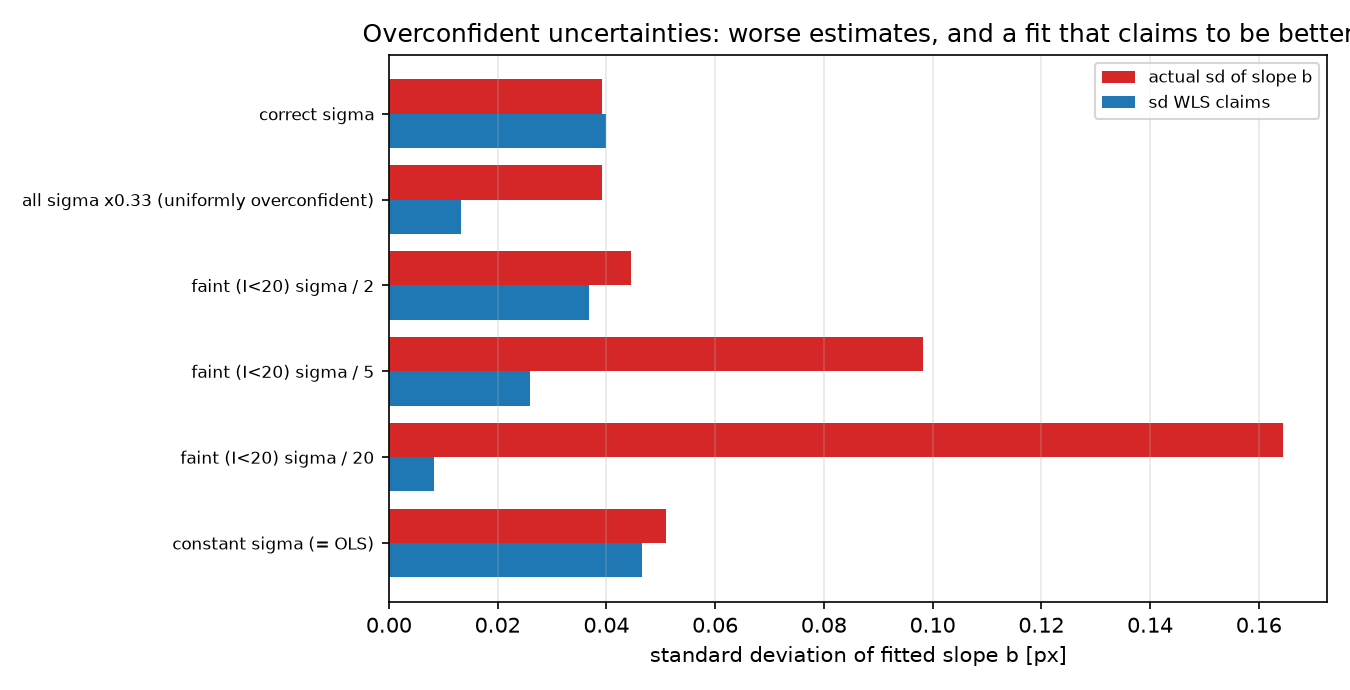 Overconfident uncertainties: worse estimates, and a fit that claims to be better
actual sd of slope b
sd WLS claims
correct sigma
all sigma x0.33 (uniformly overconfident)
faint (I<20) sigma / 2
faint (I<20) sigma / 5
faint (I<20) sigma / 20
constant sigma (= OLS)
0.00 0.02 0.04 0.06 0.08 0.10 0.12 0.14 0.16
standard deviation of fitted slope b [px]